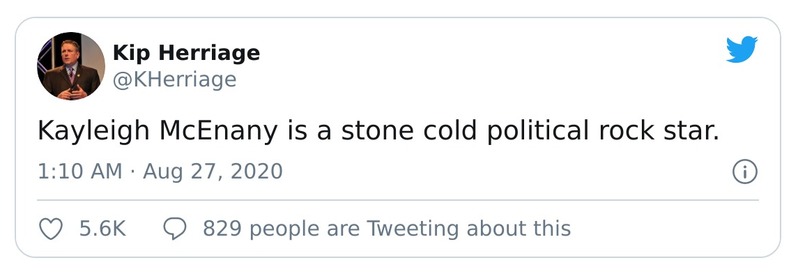 Kip Herriage
@KHerriage
Kayleigh McEnany is a stone cold political rock star.
1:10 AM · Aug 27, 2020
5.6K 829 people are Tweeting about this